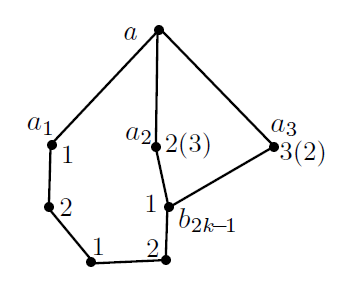 a
a₁ 1
a₂ 2(3)
a₃ 3(2)
2
1 b₂ₖ₋₁
1 2